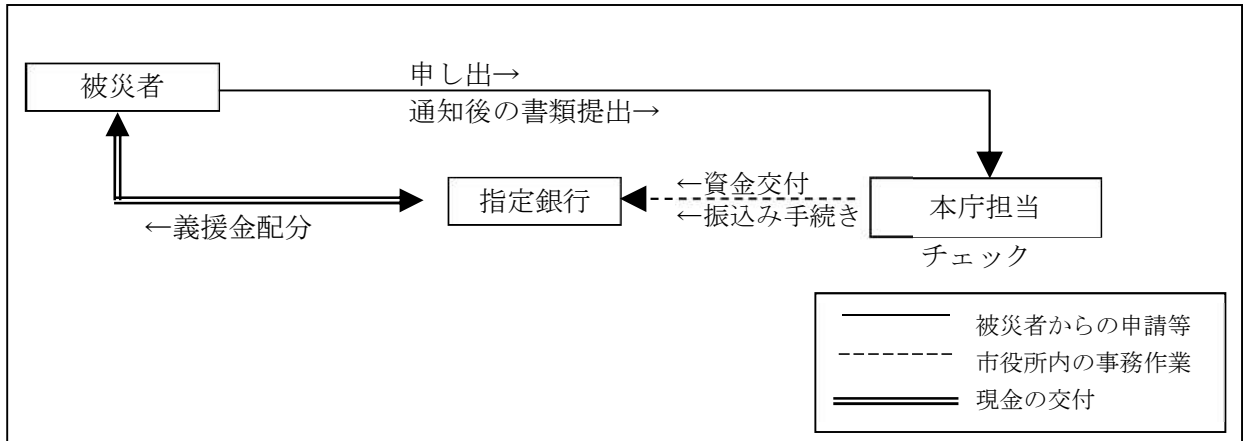 申し出→
被災者
通知後の書類提出→
←資金交付
指定銀行
本庁担当
←振込み手続き
←義援金配分
チェック
被災者からの申請等
市役所内の事務作業
現金の交付